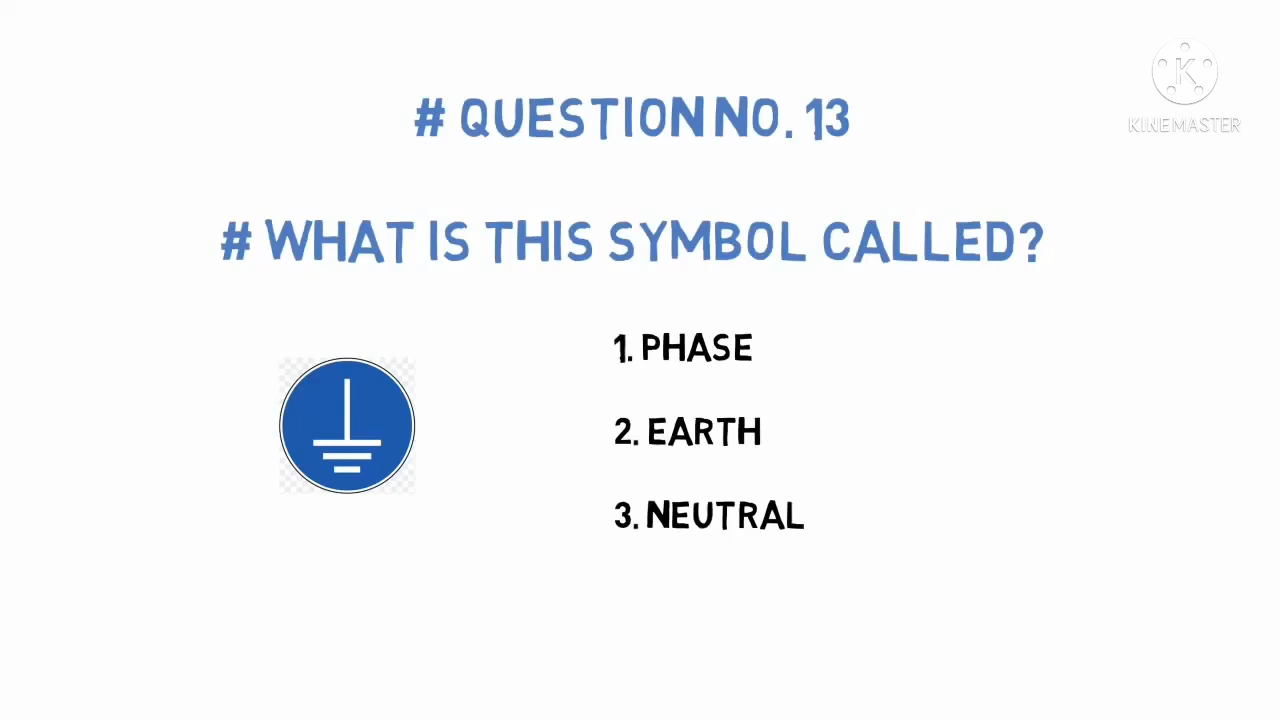 KINEMASTER
# QUESTION NO. 13
# WHAT IS THIS SYMBOL CALLED?
1. PHASE
2. EARTH
3. NEUTRAL